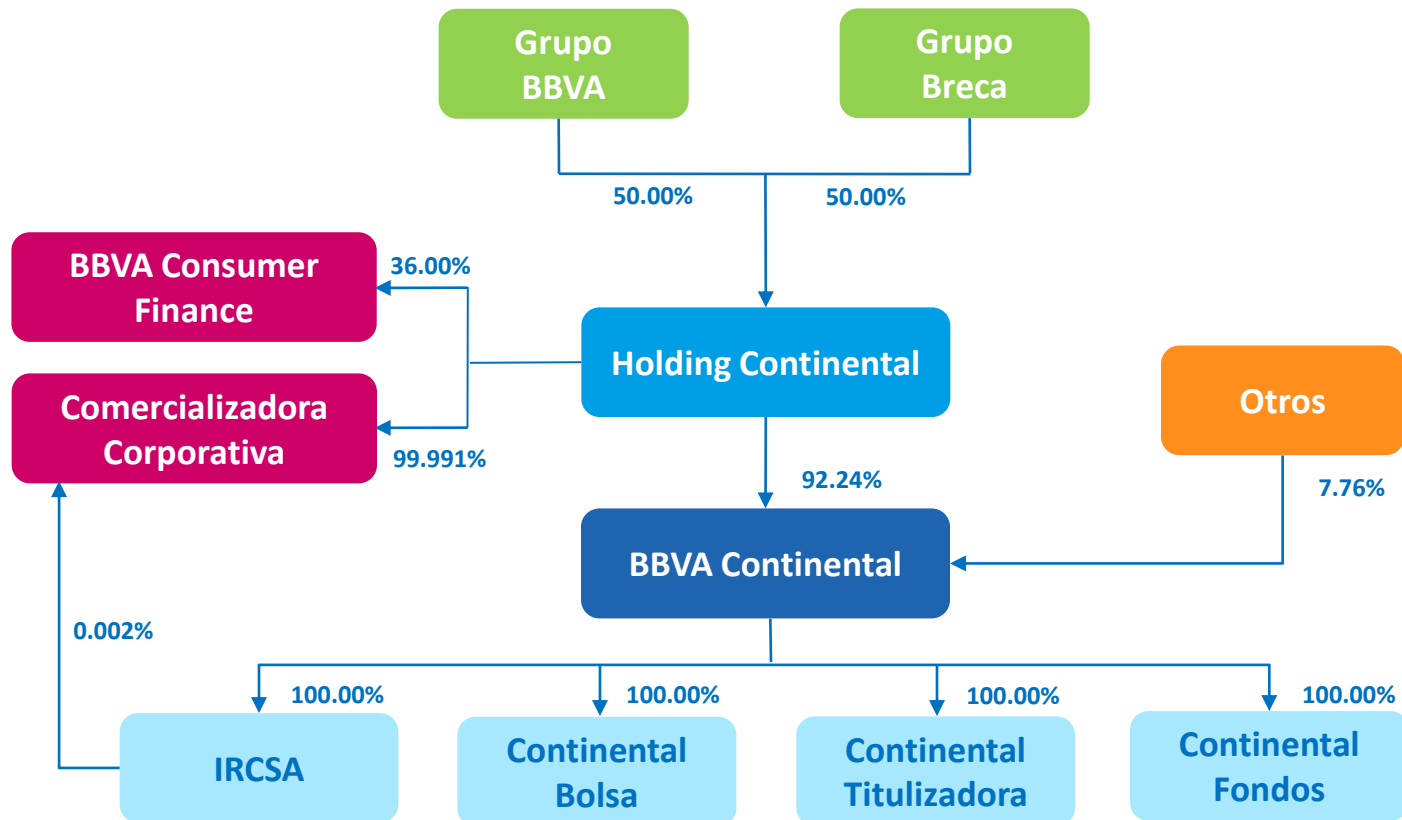 Grupo
BBVA
Grupo
Breca
50.00%
50.00%
BBVA Consumer
Finance
36.00%
Holding Continental
Comercializadora
Corporativa
99.991%
Otros
92.24%
7.76%
BBVA Continental
0.002%
100.00%
100.00%
100.00%
100.00%
IRCSA
Continental
Bolsa
Continental
Titulizadora
Continental
Fondos